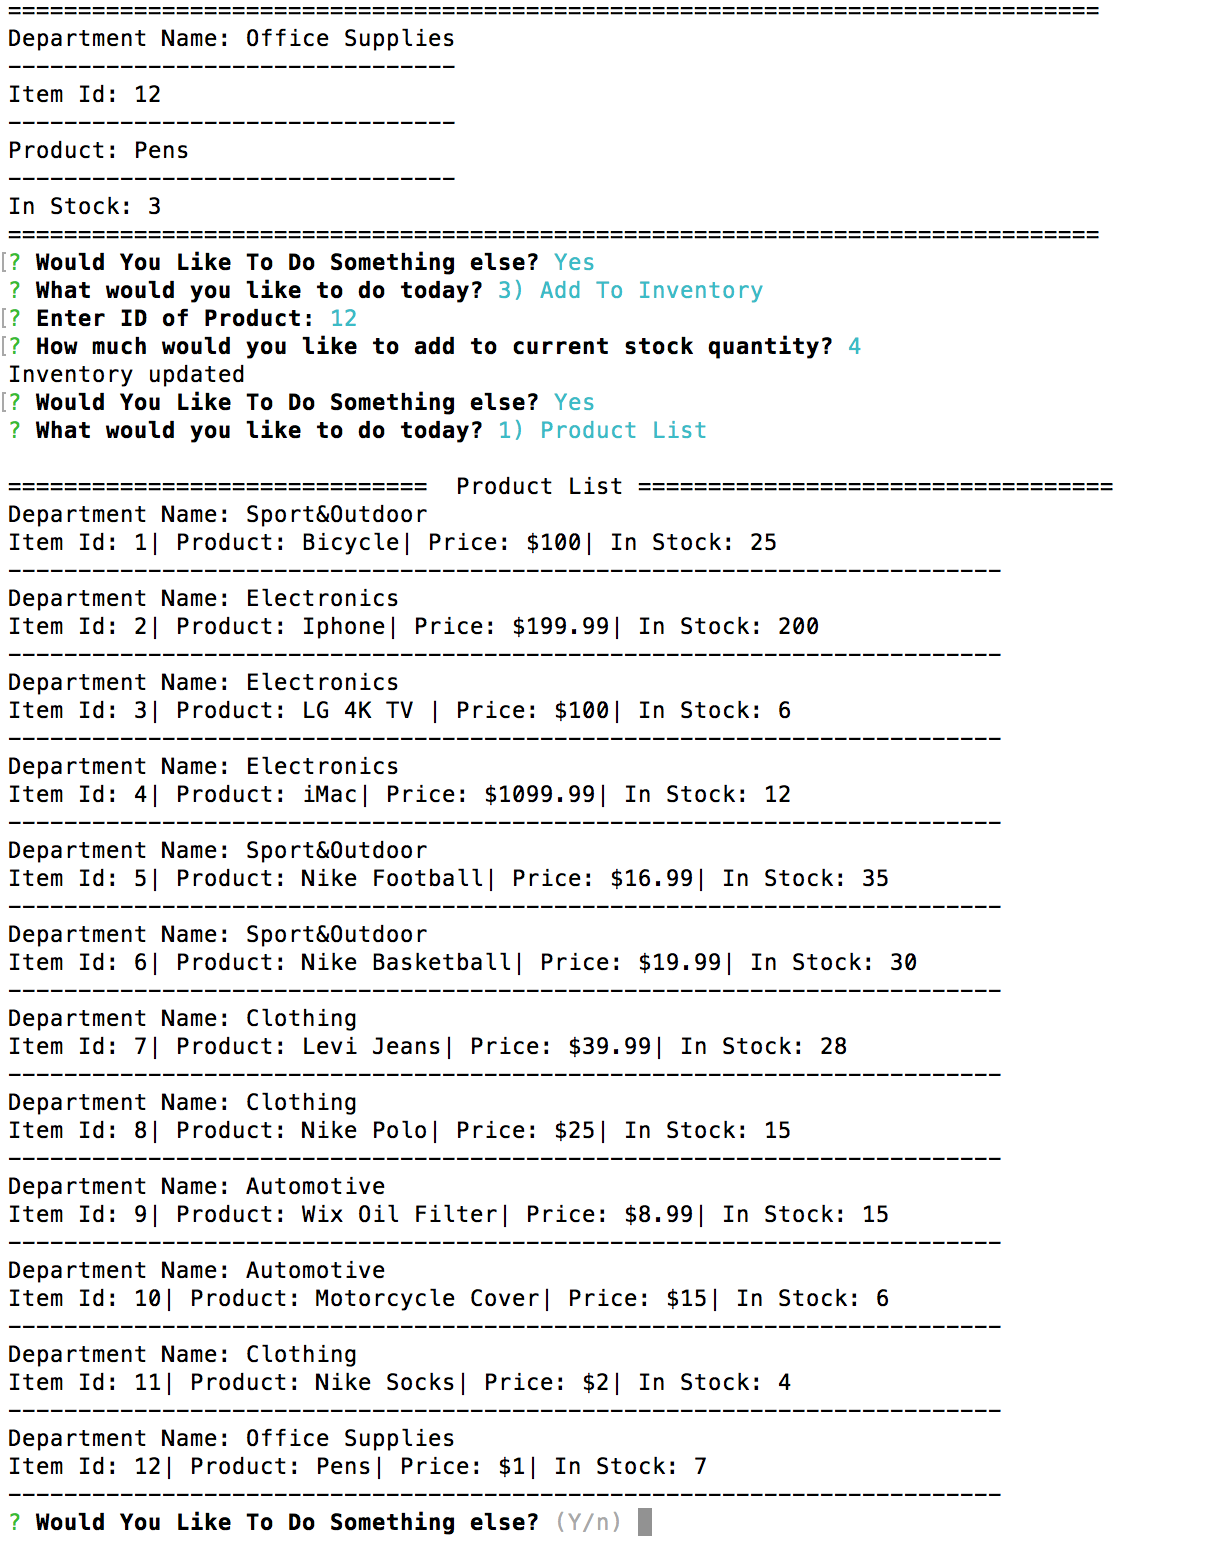 ==============================================================================
Department Name: Office Supplies
--------------------------------
Item Id: 12
--------------------------------
Product: Pens
--------------------------------
In Stock: 3
==============================================================================
[? Would You Like To Do Something else? Yes
? What would you like to do today? 3) Add To Inventory
[? Enter ID of Product: 12
[? How much would you like to add to current stock quantity? 4
Inventory updated
[? Would You Like To Do Something else? Yes
? What would you like to do today? 1) Product List
==============================  Product List ==================================
Department Name: Sport&Outdoor
Item Id: 1| Product: Bicycle| Price: $100| In Stock: 25
-----------------------------------------------------------------------
Department Name: Electronics
Item Id: 2| Product: Iphone| Price: $199.99| In Stock: 200
-----------------------------------------------------------------------
Department Name: Electronics
Item Id: 3| Product: LG 4K TV | Price: $100| In Stock: 6
-----------------------------------------------------------------------
Department Name: Electronics
Item Id: 4| Product: iMac| Price: $1099.99| In Stock: 12
-----------------------------------------------------------------------
Department Name: Sport&Outdoor
Item Id: 5| Product: Nike Football| Price: $16.99| In Stock: 35
-----------------------------------------------------------------------
Department Name: Sport&Outdoor
Item Id: 6| Product: Nike Basketball| Price: $19.99| In Stock: 30
-----------------------------------------------------------------------
Department Name: Clothing
Item Id: 7| Product: Levi Jeans| Price: $39.99| In Stock: 28
-----------------------------------------------------------------------
Department Name: Clothing
Item Id: 8| Product: Nike Polo| Price: $25| In Stock: 15
-----------------------------------------------------------------------
Department Name: Automotive
Item Id: 9| Product: Wix Oil Filter| Price: $8.99| In Stock: 15
-----------------------------------------------------------------------
Department Name: Automotive
Item Id: 10| Product: Motorcycle Cover| Price: $15| In Stock: 6
-----------------------------------------------------------------------
Department Name: Clothing
Item Id: 11| Product: Nike Socks| Price: $2| In Stock: 4
-----------------------------------------------------------------------
Department Name: Office Supplies
Item Id: 12| Product: Pens| Price: $1| In Stock: 7
-----------------------------------------------------------------------
? Would You Like To Do Something else? (Y/n)